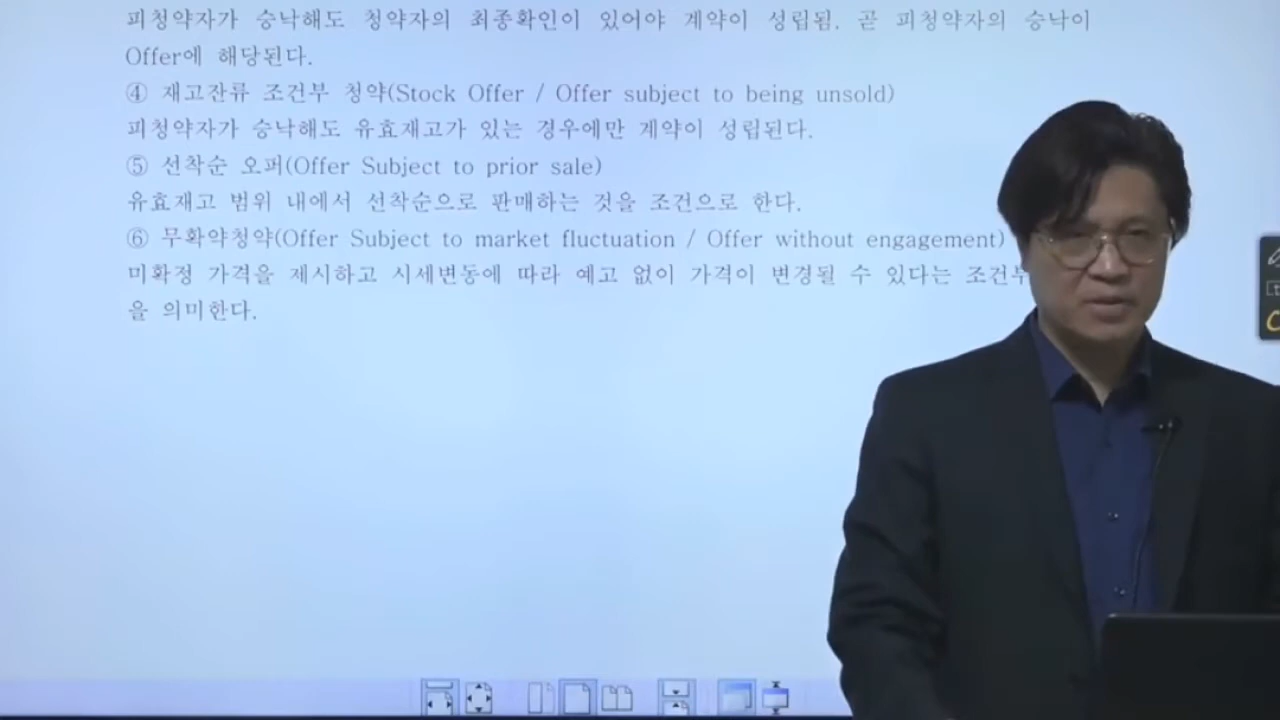 피청약자가 승낙해도 청약자의 최종확인이 있어야 계약이 성립됨. 곧 피청약자의 승낙이
Offer에 해당된다.
④ 재고잔류 조건부 청약(Stock Offer / Offer subject to being unsold)
피청약자가 승낙해도 유효재고가 있는 경우에만 계약이 성립된다.
⑤ 선착순 오퍼(Offer Subject to prior sale)
유효재고 범위 내에서 선착순으로 판매하는 것을 조건으로 한다.
⑥ 무확약청약(Offer Subject to market fluctuation / Offer without engagement)
미확정 가격을 제시하고 시세변동에 따라 예고 없이 가격이 변경될 수 있다는 조건부
을 의미한다.